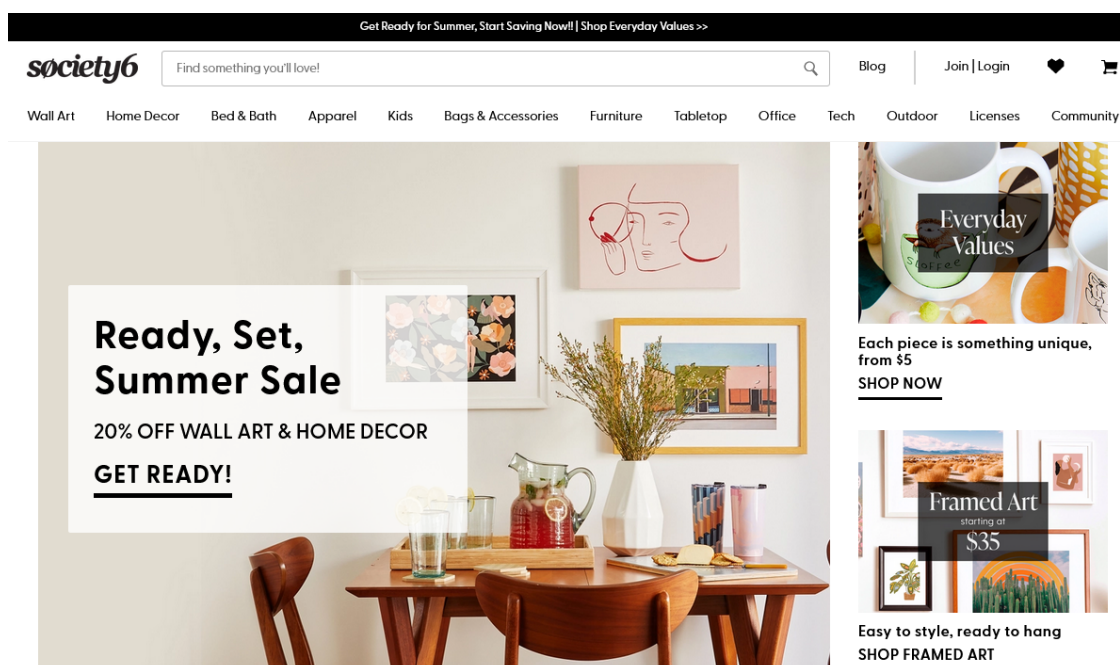 Get Ready for Summer, Start Saving Now!! | Shop Everyday Values >>
søciety6
Find something you'll love!
Blog
Join | Login
Wall Art
Home Decor
Bed & Bath
Apparel
Kids
Bags & Accessories
Furniture
Tabletop
Office
Tech
Outdoor
Licenses
Community
Ready, Set,
Summer Sale
20% OFF WALL ART & HOME DECOR
GET READY!
Everyday
Values
Sloffee
Each piece is something unique,
from $5
SHOP NOW
Framed Art
starting at
$35
Easy to style, ready to hang
SHOP FRAMED ART